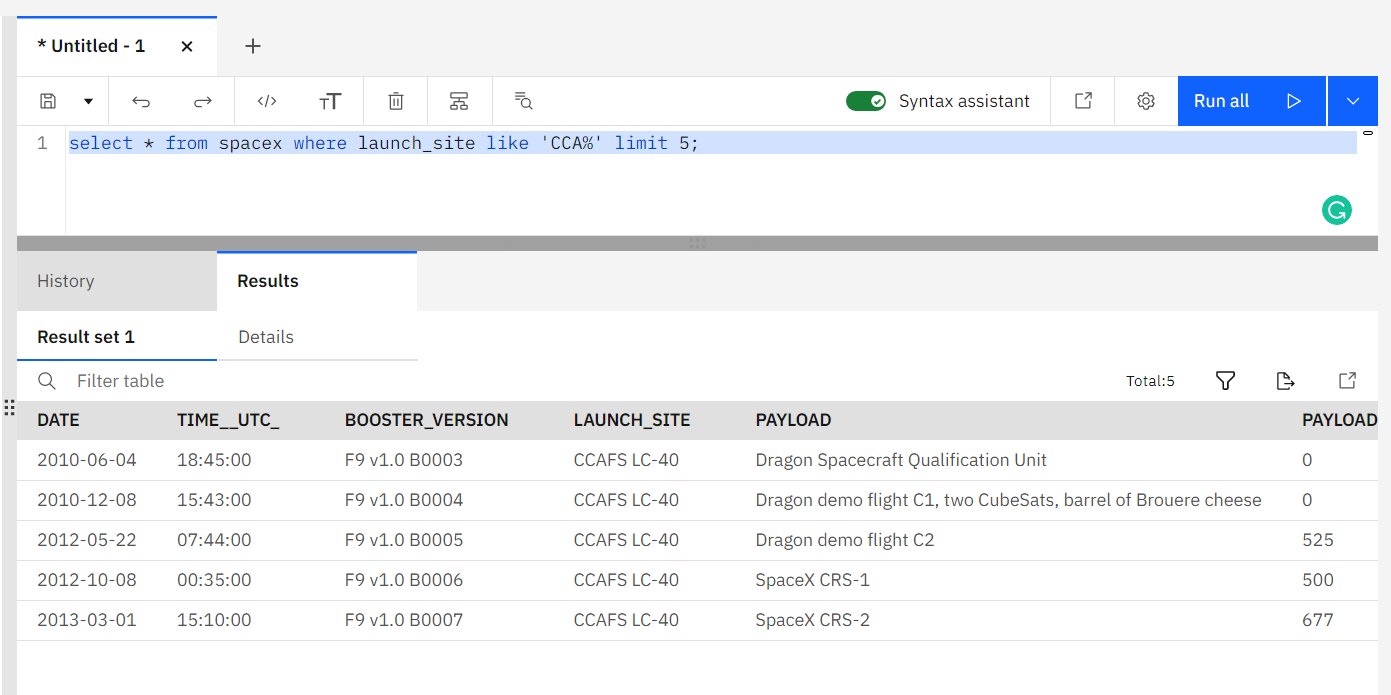 * Untitled - 1
Syntax assistant
Run all
1 select * from spacex where launch_site like 'CCA%' limit 5;
History Results
Result set 1 Details
Filter table Total:5
DATE TIME__UTC_ BOOSTER_VERSION LAUNCH_SITE PAYLOAD PAYLOAD
2010-06-04 18:45:00 F9 v1.0 B0003 CCAFS LC-40 Dragon Spacecraft Qualification Unit 0
2010-12-08 15:43:00 F9 v1.0 B0004 CCAFS LC-40 Dragon demo flight C1, two CubeSats, barrel of Brouere cheese 0
2012-05-22 07:44:00 F9 v1.0 B0005 CCAFS LC-40 Dragon demo flight C2 525
2012-10-08 00:35:00 F9 v1.0 B0006 CCAFS LC-40 SpaceX CRS-1 500
2013-03-01 15:10:00 F9 v1.0 B0007 CCAFS LC-40 SpaceX CRS-2 677